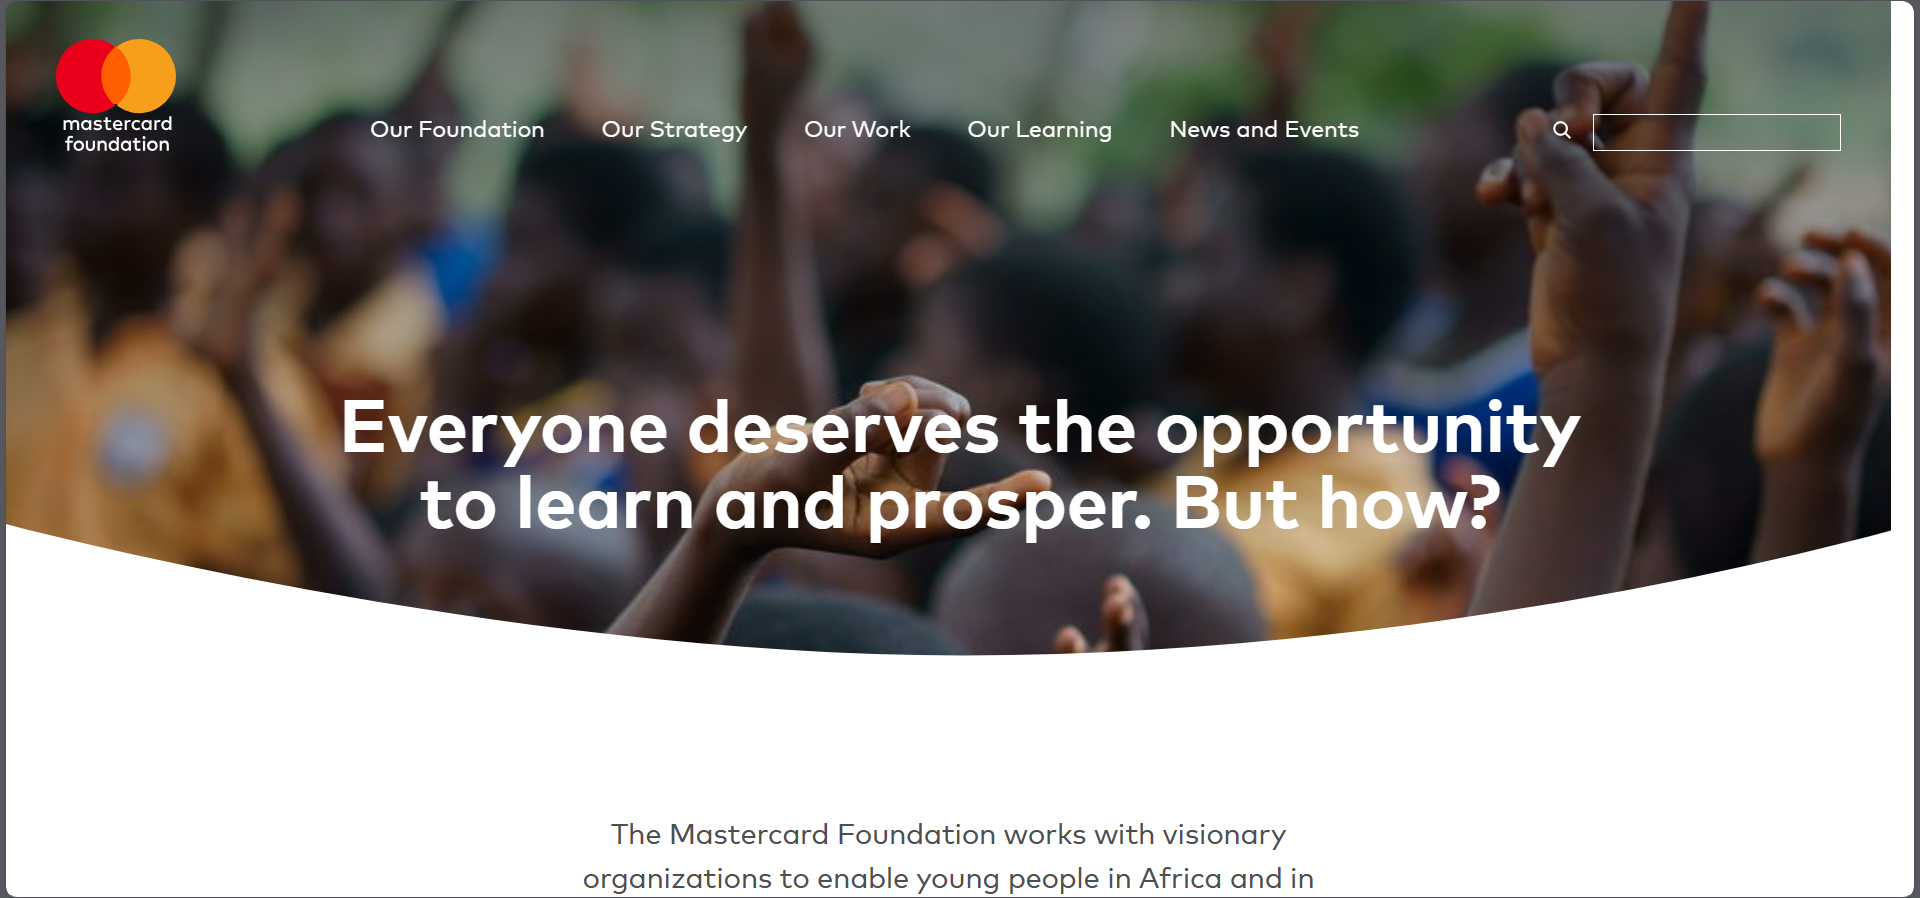 mastercard
foundation
Our Foundation
Our Strategy
Our Work
Our Learning
News and Events
Everyone deserves the opportunity
to learn and prosper. But how?
The Mastercard Foundation works with visionary
organizations to enable young people in Africa and in